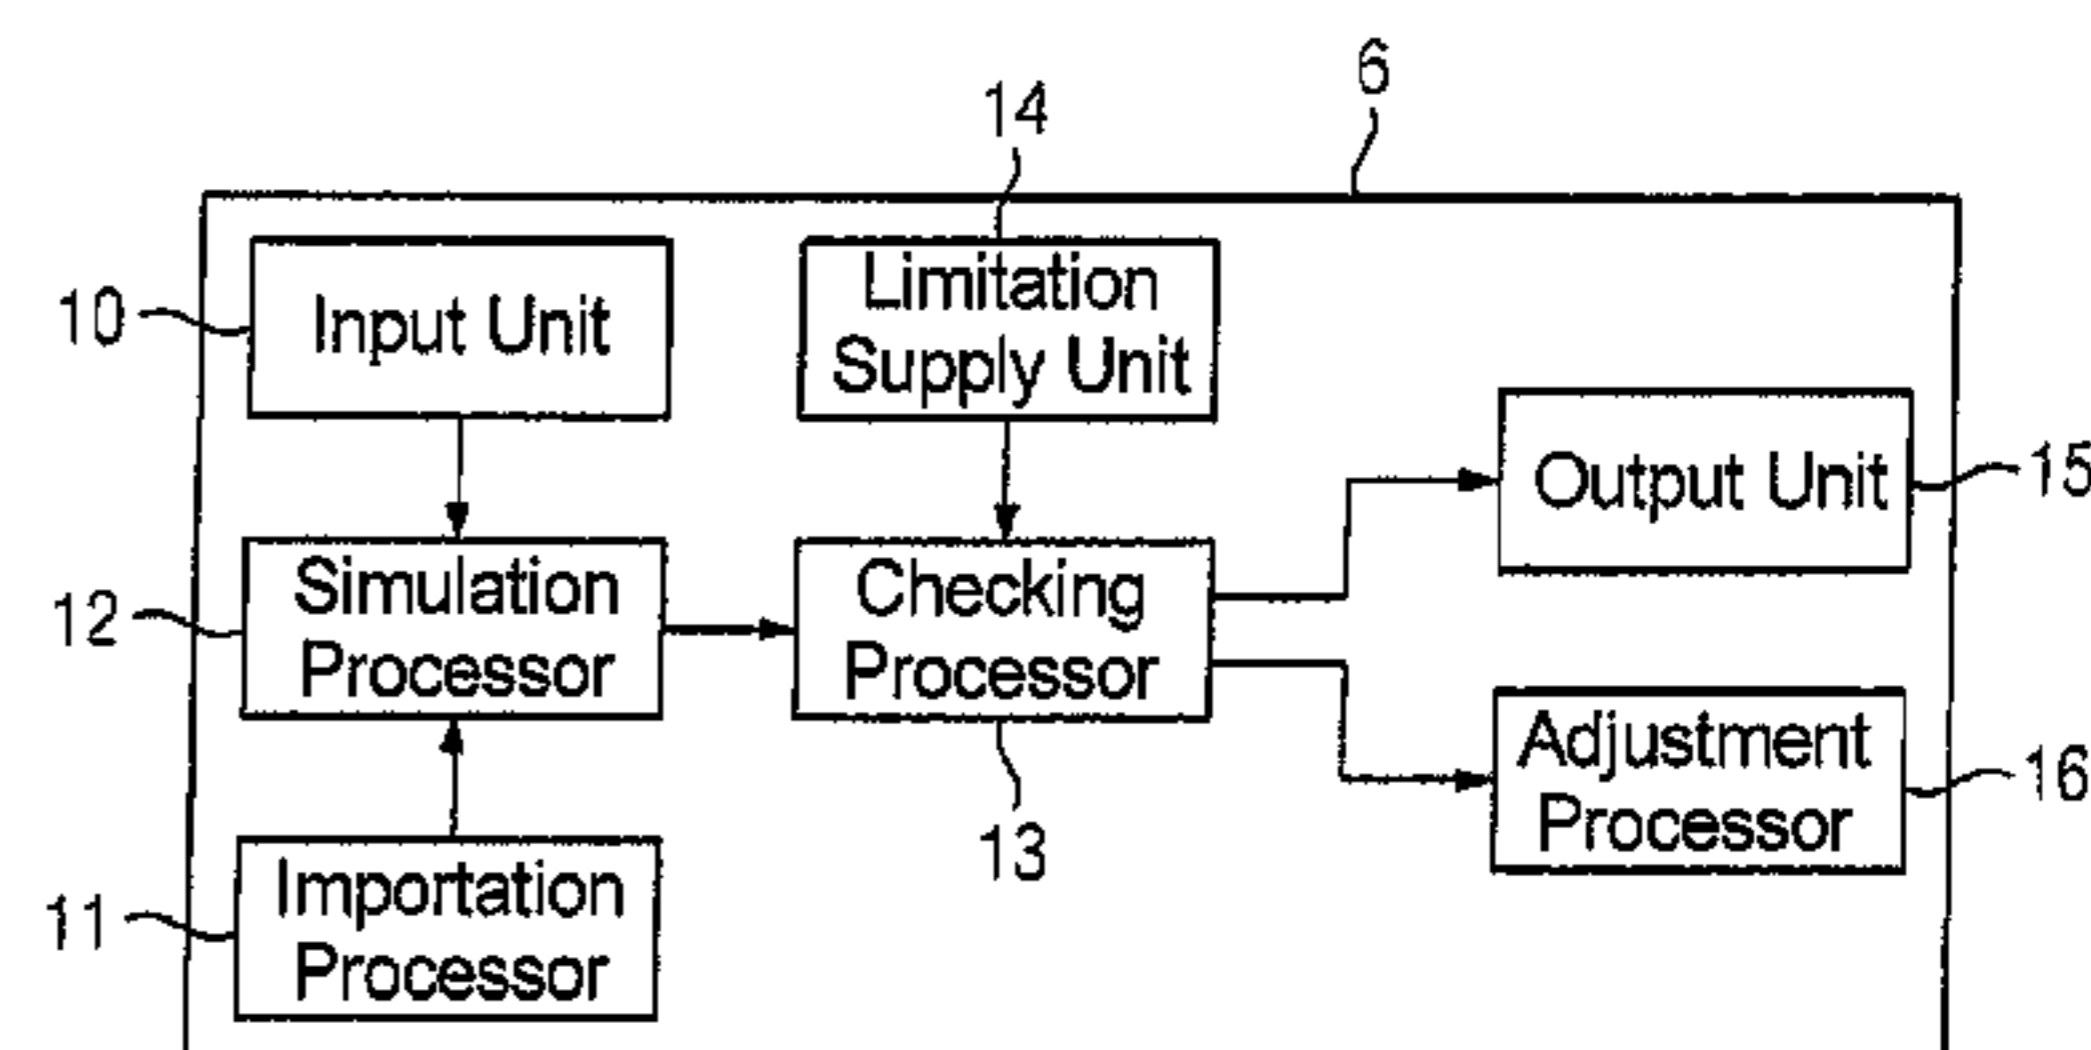 6
14
10
Input Unit
Limitation
Supply Unit
Output Unit
15
12
Simulation
Processor
Checking
Processor
Adjustment
Processor
16
13
11
Importation
Processor